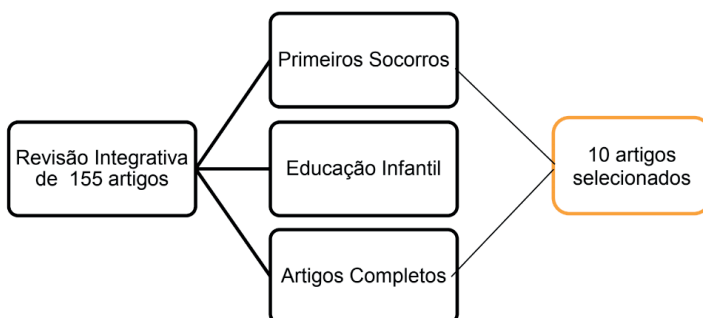 Primeiros Socorros
Revisão Integrativa
de 155 artigos
Educação Infantil
10 artigos
selecionados
Artigos Completos